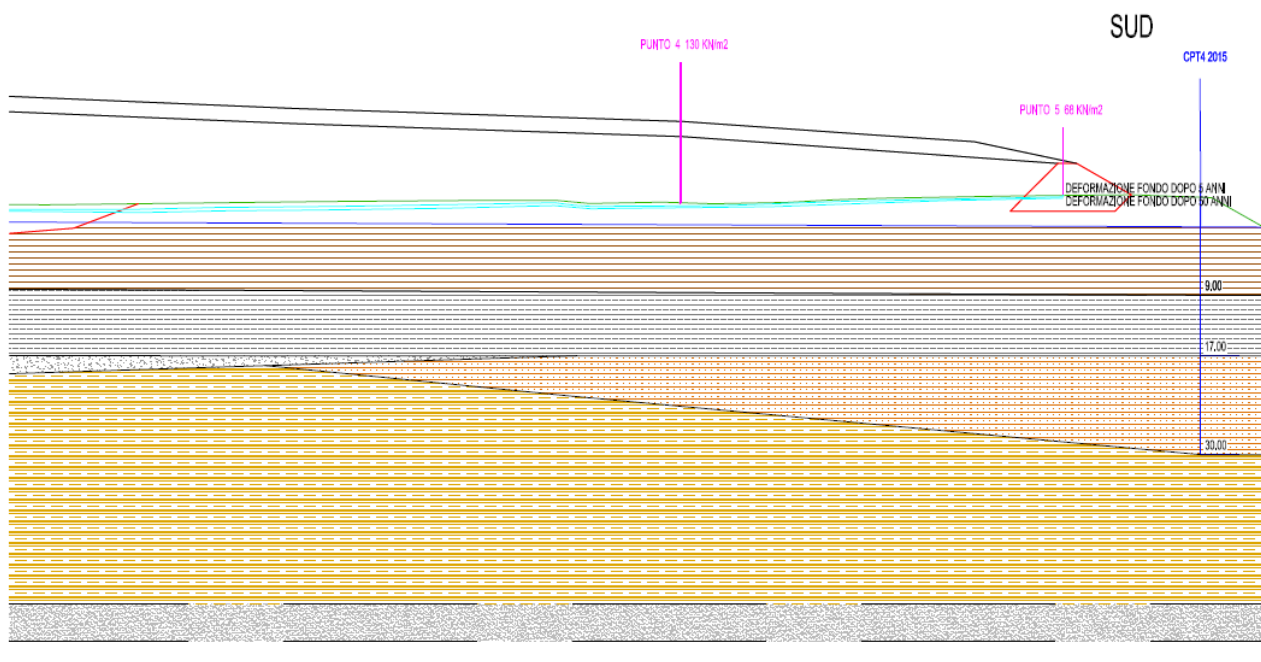 SUD
PUNTO 4 130 KN/m2
CPT4 2015
PUNTO 5 68 KN/m2
DEFORMAZIONE FONDO DOPO 5 ANNI
DEFORMAZIONE FONDO DOPO 50 ANNI
9,00
17,00
30,00